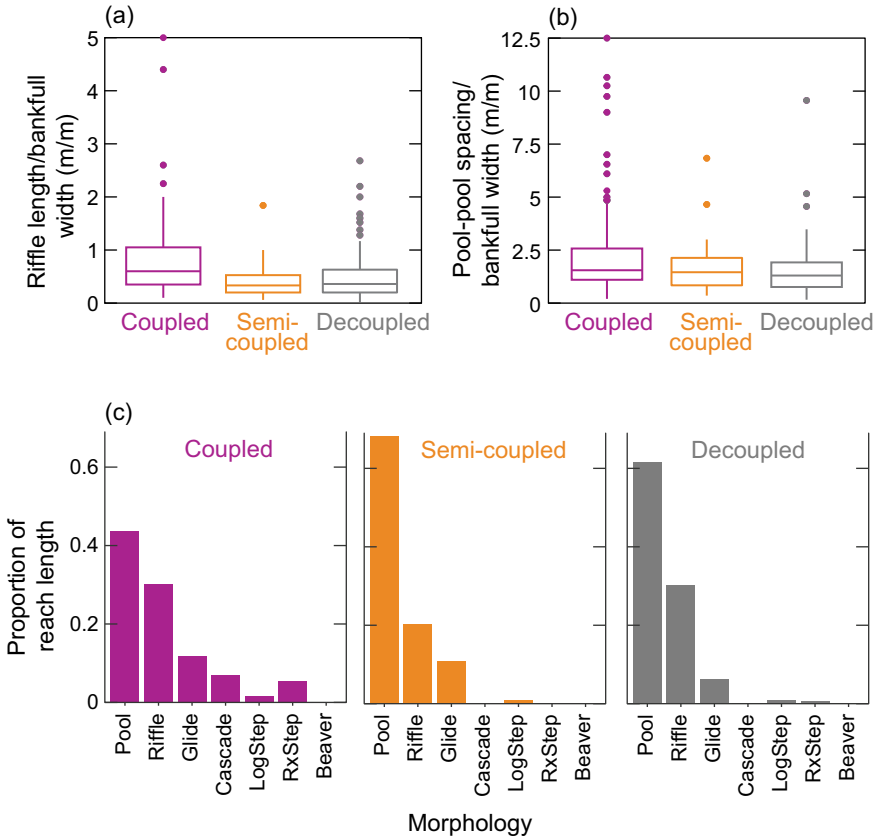 (a)
5
4
3
2
1
0
Riffle length/bankfull
width (m/m)
Coupled
Semi-
coupled
Decoupled
(b)
12.5
10
7.5
5
2.5
0
Pool-pool spacing/
bankfull width (m/m)
Coupled
Semi-
coupled
Decoupled
(c)
Coupled
Semi-coupled
Decoupled
0.6
0.4
0.2
0
Proportion of
reach length
Pool
Riffle
Glide
Cascade
LogStep
RxStep
Beaver
Pool
Riffle
Glide
Cascade
LogStep
RxStep
Beaver
Pool
Riffle
Glide
Cascade
LogStep
RxStep
Beaver
Morphology